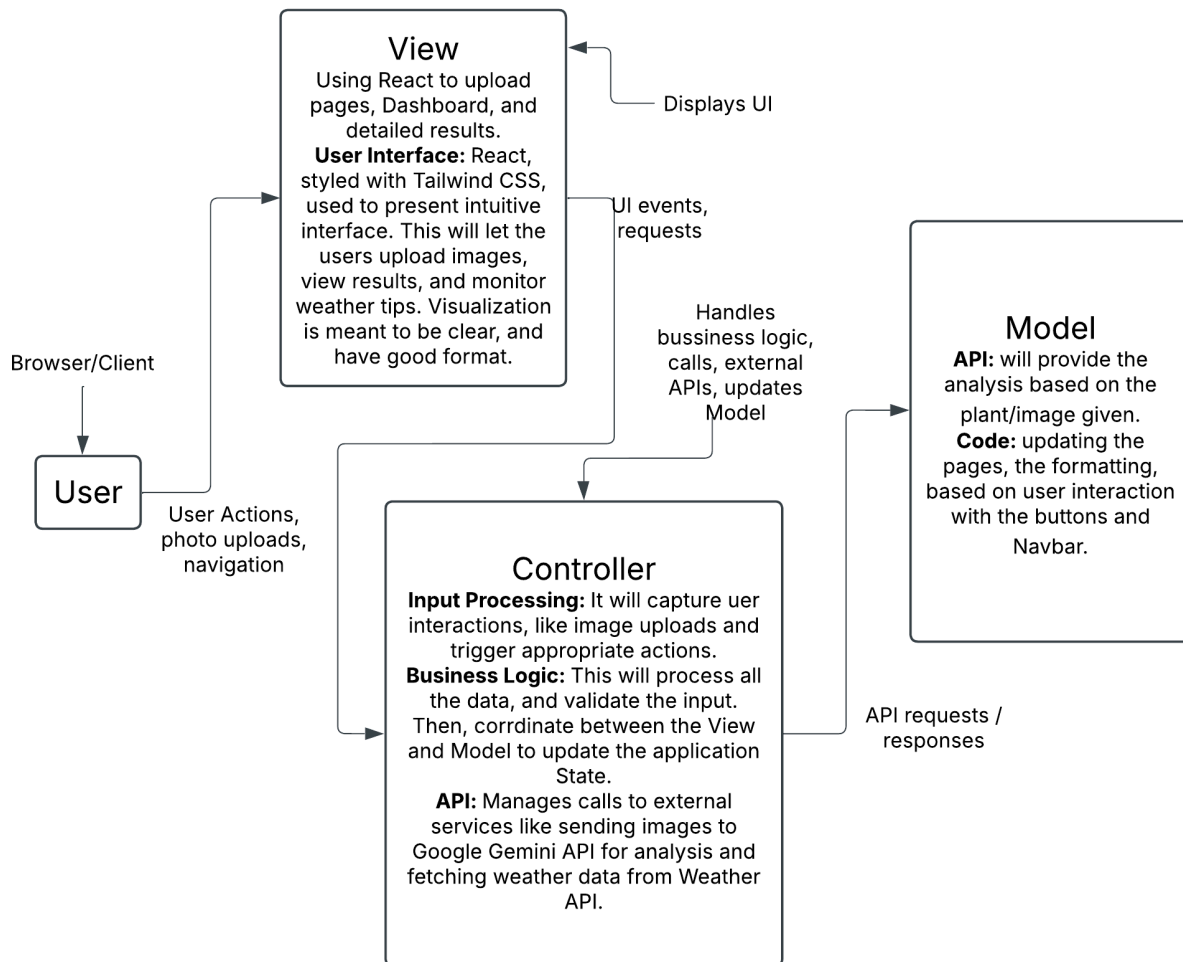 View
Using React to upload
pages, Dashboard, and
detailed results.
User Interface: React,
styled with Tailwind CSS,
used to present intuitive
interface. This will let the
users upload images,
view results, and monitor
weather tips. Visualization
is meant to be clear, and
have good format.
Displays UI
UI events,
requests
Browser/Client
User
User Actions,
photo uploads,
navigation
Handles
bussiness logic,
calls, external
APIs, updates
Model
Controller
Input Processing: It will capture uer
interactions, like image uploads and
trigger appropriate actions.
Business Logic: This will process all
the data, and validate the input.
Then, corrdinate between the View
and Model to update the application
State.
API: Manages calls to external
services like sending images to
Google Gemini API for analysis and
fetching weather data from Weather
API.
Model
API: will provide the
analysis based on the
plant/image given.
Code: updating the
pages, the formatting,
based on user interaction
with the buttons and
Navbar.
API requests /
responses